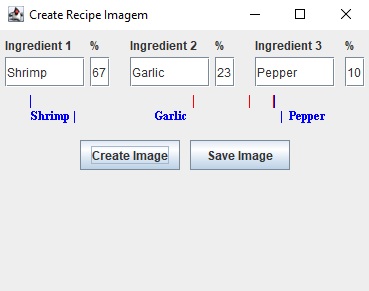 Create Recipe Imagem
Ingredient 1 % Ingredient 2 % Ingredient 3 %
Shrimp 67 Garlic 23 Pepper 10
| | | |
Shrimp | Garlic | Pepper
Create Image Save Image